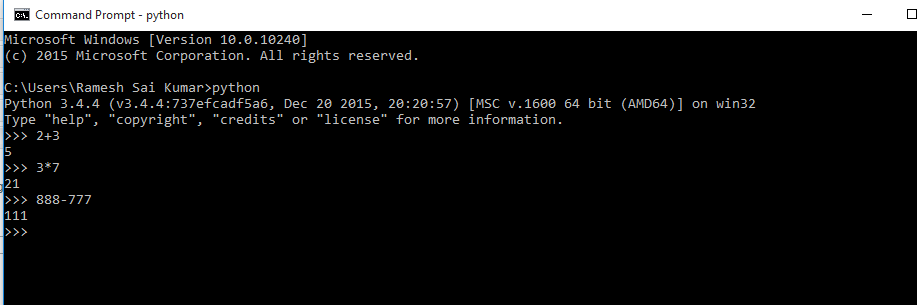 Command Prompt - python
Microsoft Windows [Version 10.0.10240]
(c) 2015 Microsoft Corporation. All rights reserved.
C:\Users\Ramesh Sai Kumar>python
Python 3.4.4 (v3.4.4:737efcadf5a6, Dec 20 2015, 20:20:57) [MSC v.1600 64 bit (AMD64)] on win32
Type "help", "copyright", "credits" or "license" for more information.
>>> 2+3
5
>>> 3*7
21
>>> 888-777
111
>>>